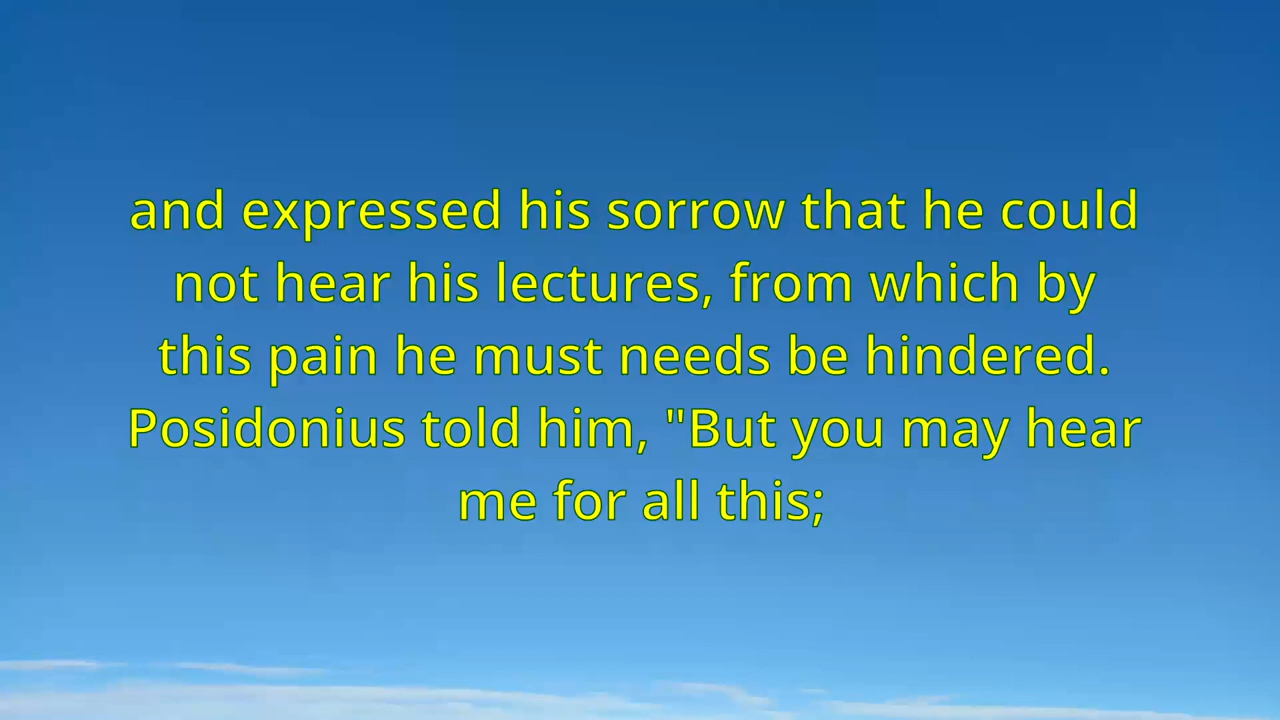 and expressed his sorrow that he could
not hear his lectures, from which by
this pain he must needs be hindered.
Posidonius told him, "But you may hear
me for all this;